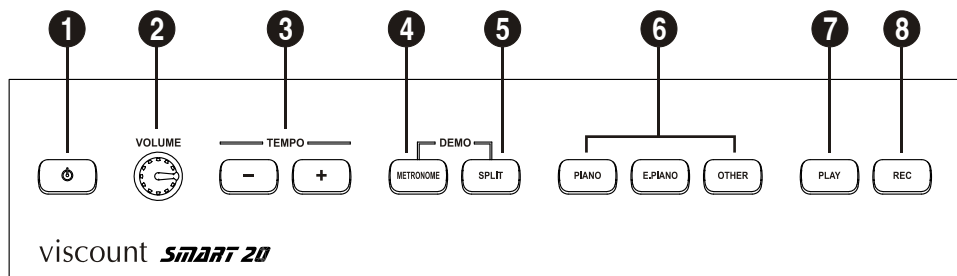 1 2 3 4 5 6 7 8
VOLUME TEMPO DEMO
- + METRONOME SPLIT PIANO E.PIANO OTHER PLAY REC
viscount SMART 20